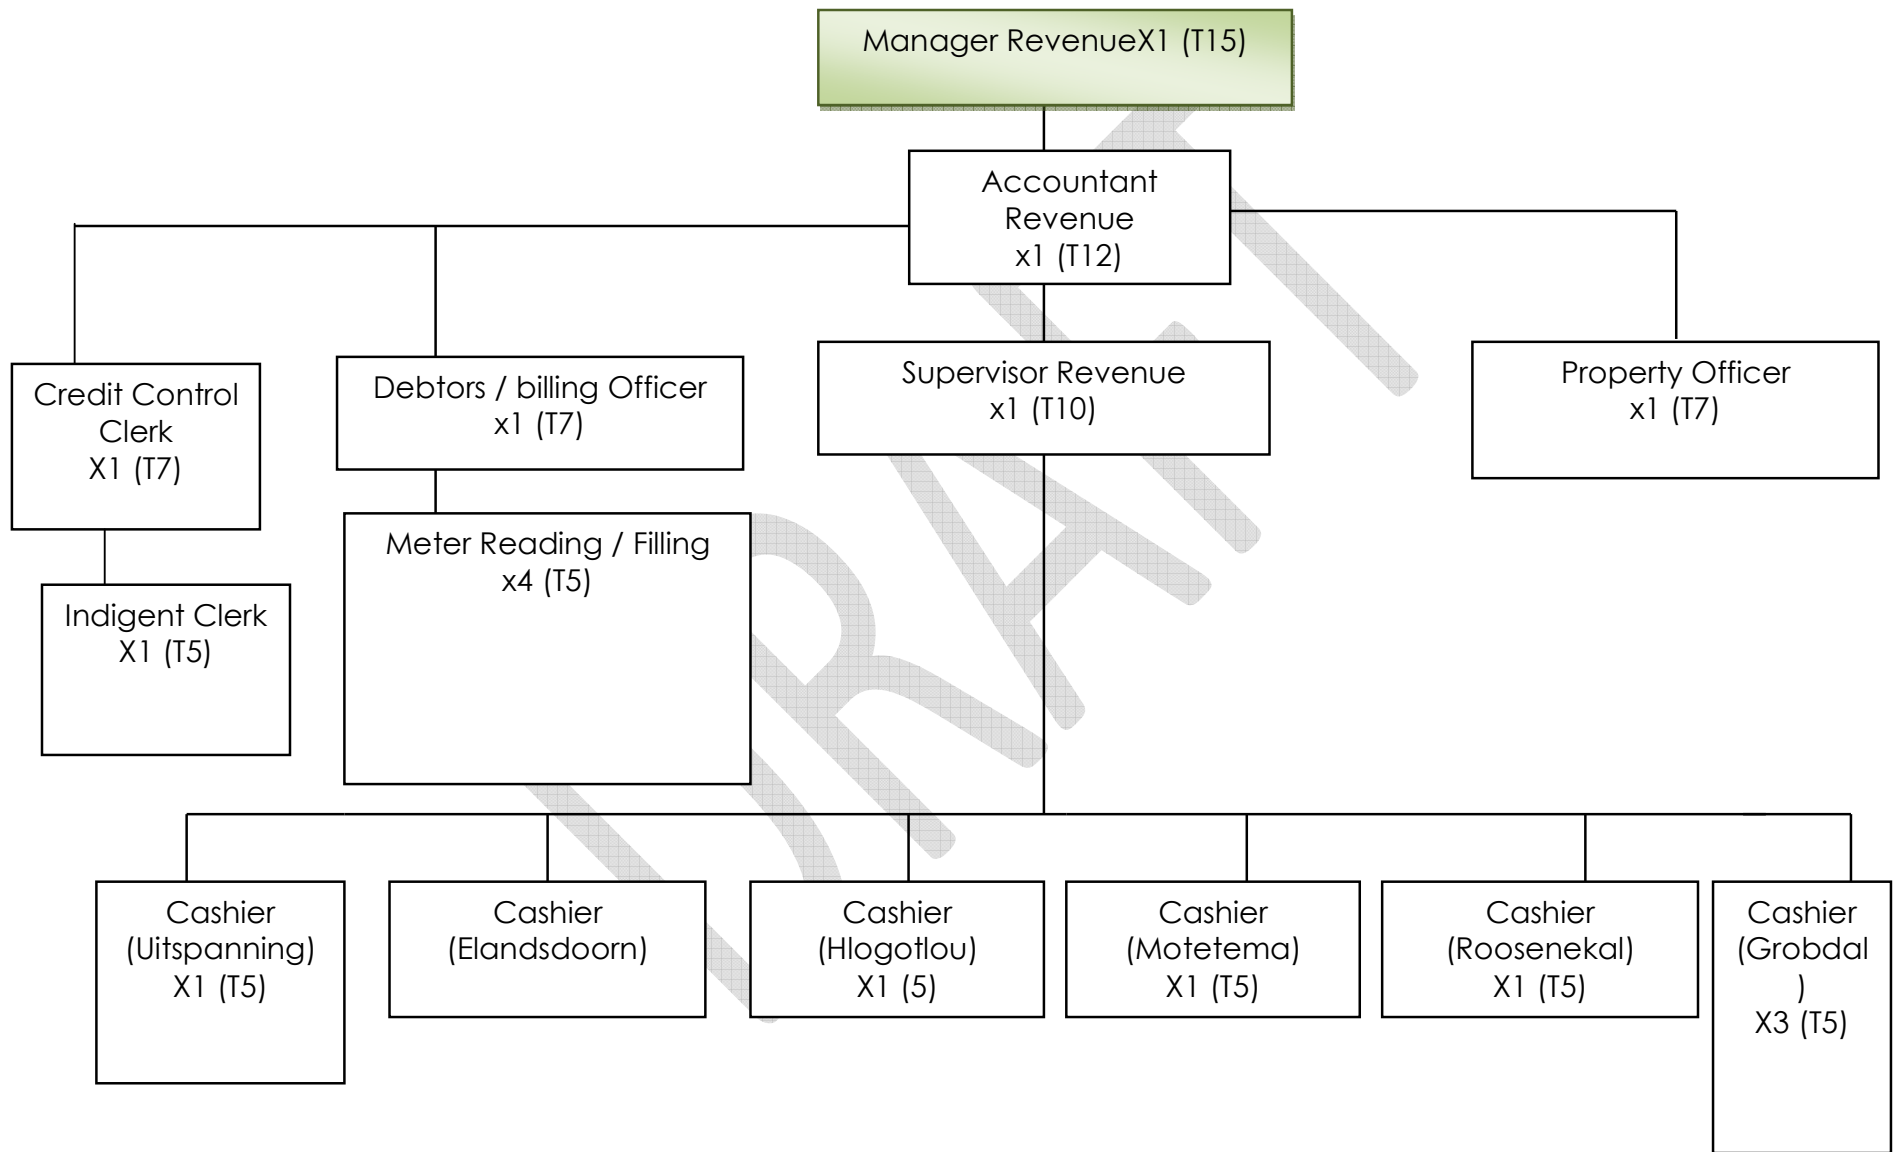 Manager RevenueX1 (T15)
Accountant
Revenue
x1 (T12)
Credit Control
Clerk
X1 (T7)
Debtors / billing Officer
x1 (T7)
Supervisor Revenue
x1 (T10)
Property Officer
x1 (T7)
Meter Reading / Filling
x4 (T5)
Indigent Clerk
X1 (T5)
Cashier
(Uitspanning)
X1 (T5)
Cashier
(Elandsdoorn)
Cashier
(Hlogotlou)
X1 (5)
Cashier
(Motetema)
X1 (T5)
Cashier
(Roosenekal)
X1 (T5)
Cashier
(Grobdal
)
X3 (T5)
DRAFT